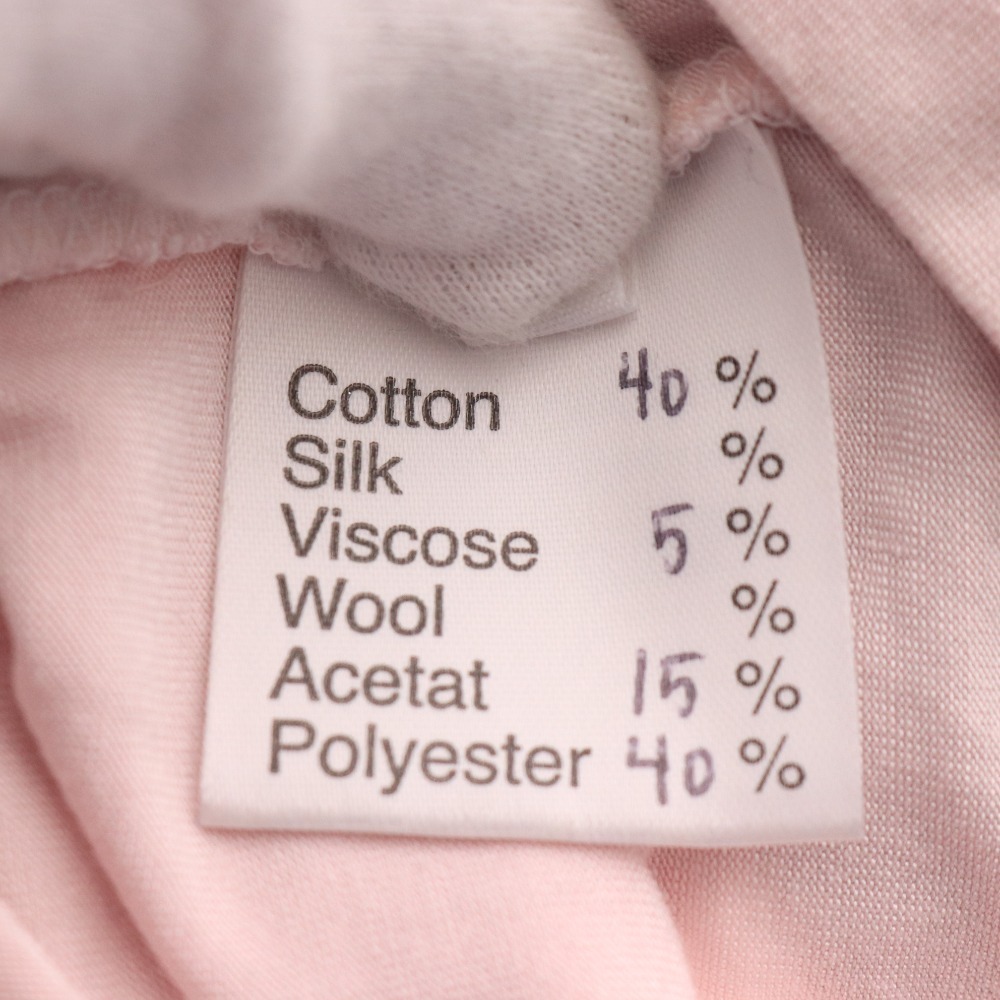 Cotton 40 %
Silk %
Viscose 5 %
Wool %
Acetat 15 %
Polyester 40 %